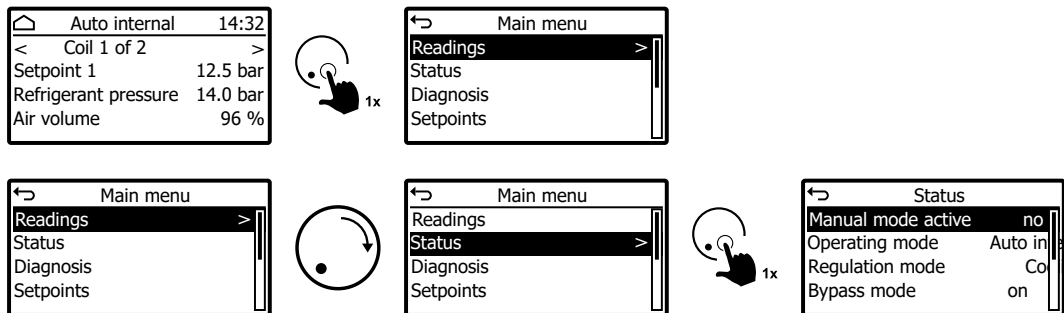 Auto internal 14:32
< Coil 1 of 2 >
Setpoint 1 12.5 bar
Refrigerant pressure 14.0 bar
Air volume 96 %
1x
Main menu
Readings >
Status
Diagnosis
Setpoints
Main menu
Readings >
Status
Diagnosis
Setpoints
Main menu
Readings
Status >
Diagnosis
Setpoints
1x
Status
Manual mode active no
Operating mode Auto
Regulation mode
Bypass mode on